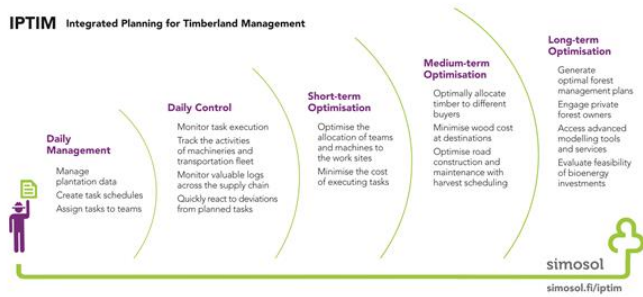 IPTIM Integrated Planning for Timberland Management
Daily
Management
Manage
plantation data
Create task schedules
Assign tasks to teams
Daily Control
Monitor task execution
Track the activities
of machineries and
transportation fleet
Monitor valuable logs
across the supply chain
Quickly react to deviations
from planned tasks
Short-term
Optimisation
Optimise the
allocation of teams
and machines to
the work sites
Minimise the cost
of executing tasks
Medium-term
Optimisation
Optimally allocate
timber to different
buyers
Minimise wood cost
at destinations
Optimise road
construction and
maintenance with
harvest scheduling
Long-term
Optimisation
Generate
optimal forest
management plans
Engage private
forest owners
Access advanced
modelling tools
and services
Evaluate feasibility
of bioenergy
investments
simosol
simosol.fi/iptim